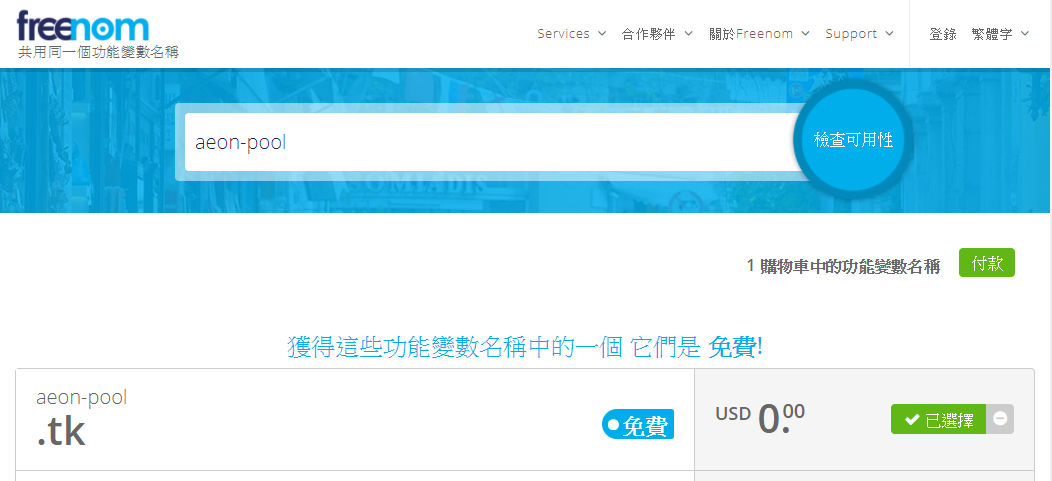 freenom
共用同一個功能變數名稱
Services 合作夥伴 關於Freenom Support 登錄 繁體字
aeon-pool
檢查可用性
1 購物車中的功能變數名稱 付款
獲得這些功能變數名稱中的一個 它們是 免費!
aeon-pool
.tk
免費
USD 0.00
已選擇